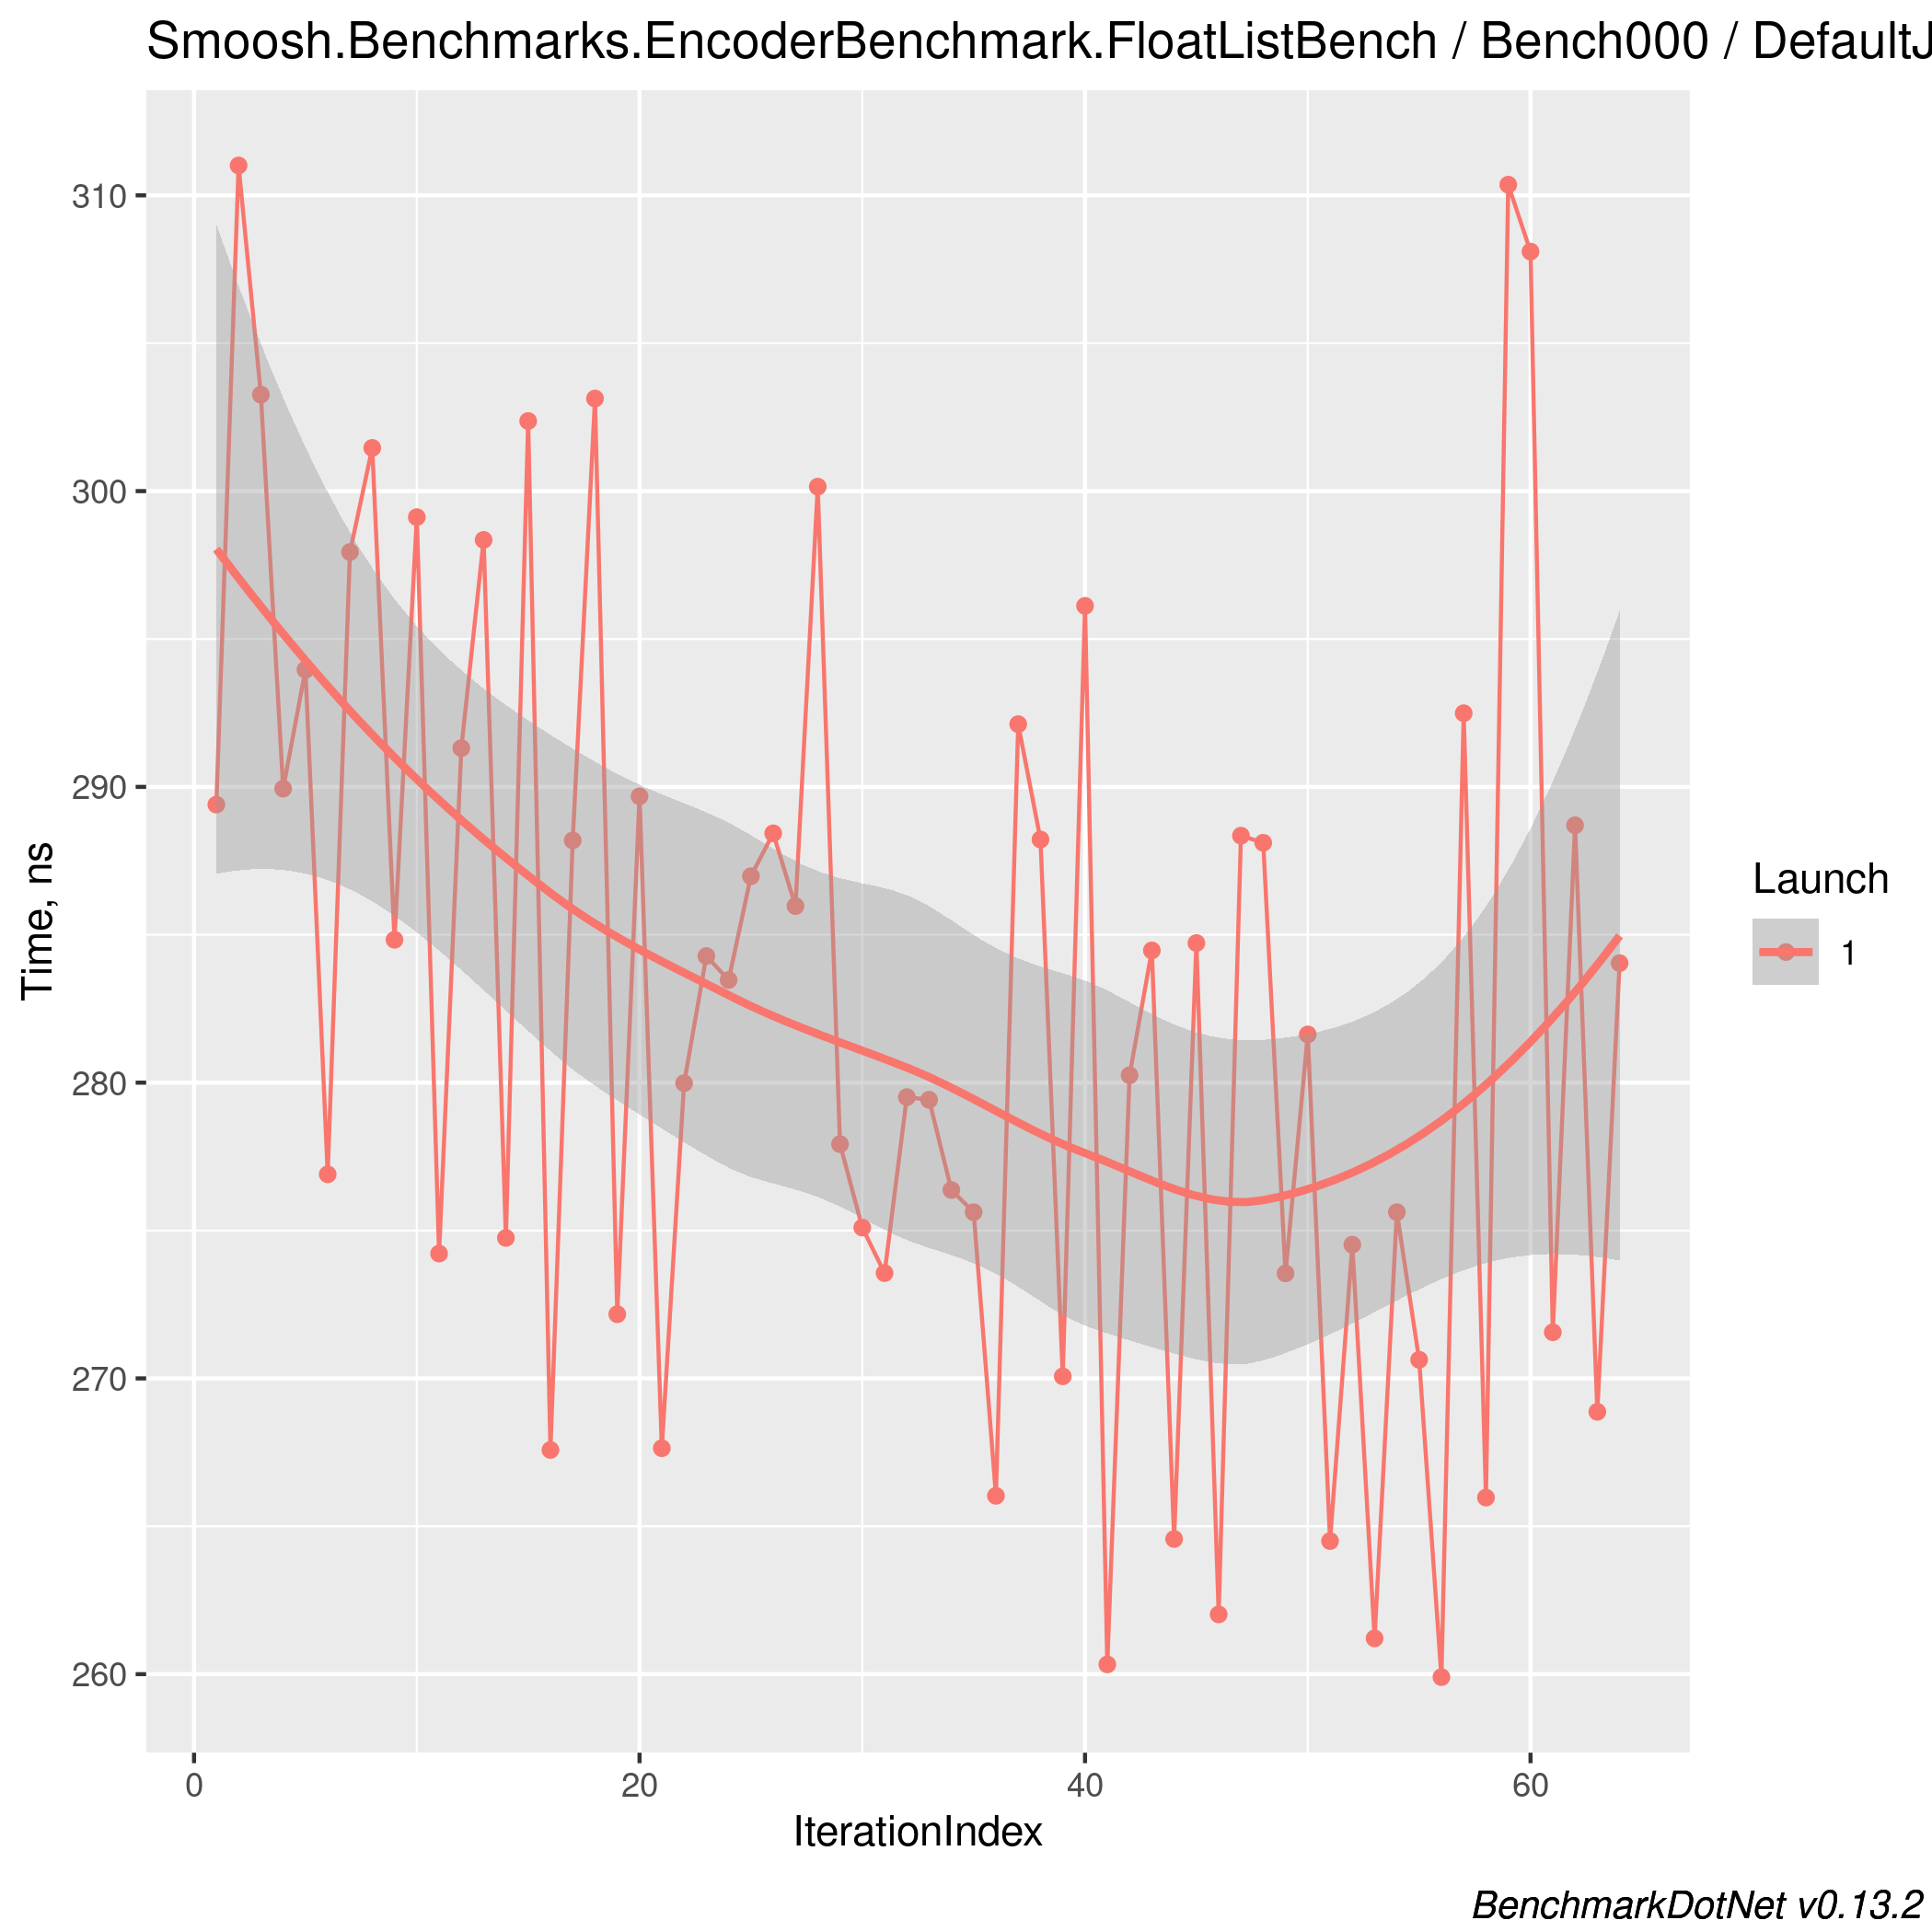 Smoosh.Benchmarks.EncoderBenchmark.FloatListBench / Bench000 / DefaultJ
310
300
290
280
270
260
Time, ns
0 20 40 60
IterationIndex
Launch
1
BenchmarkDotNet v0.13.2